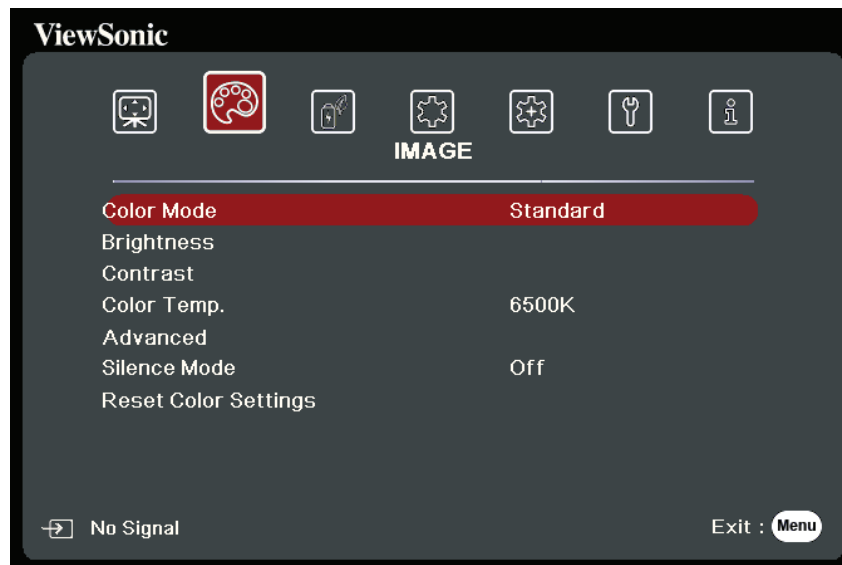 ViewSonic
IMAGE
Color Mode Standard
Brightness
Contrast
Color Temp. 6500K
Advanced
Silence Mode Off
Reset Color Settings
No Signal Exit : Menu